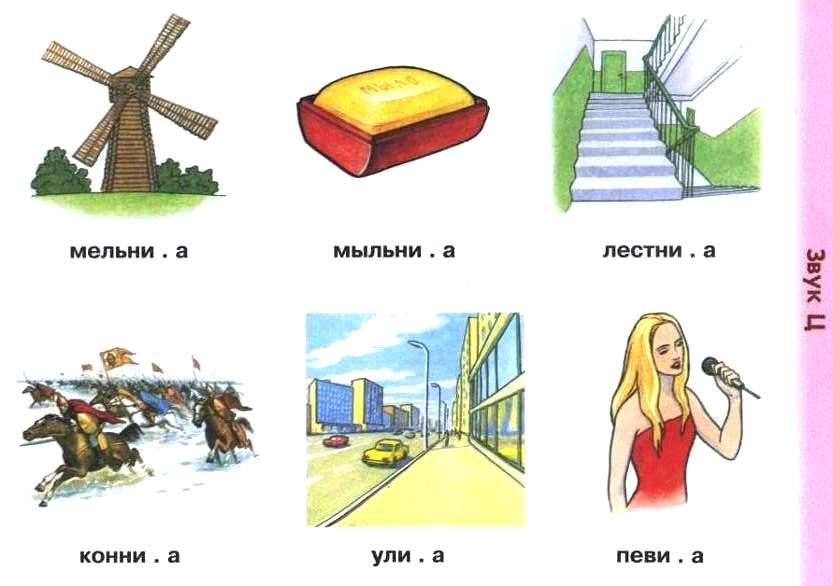 мыло
мельни . а
мыльни . а
лестни . а
конни . а
ули . а
певи . а
Звук Ц